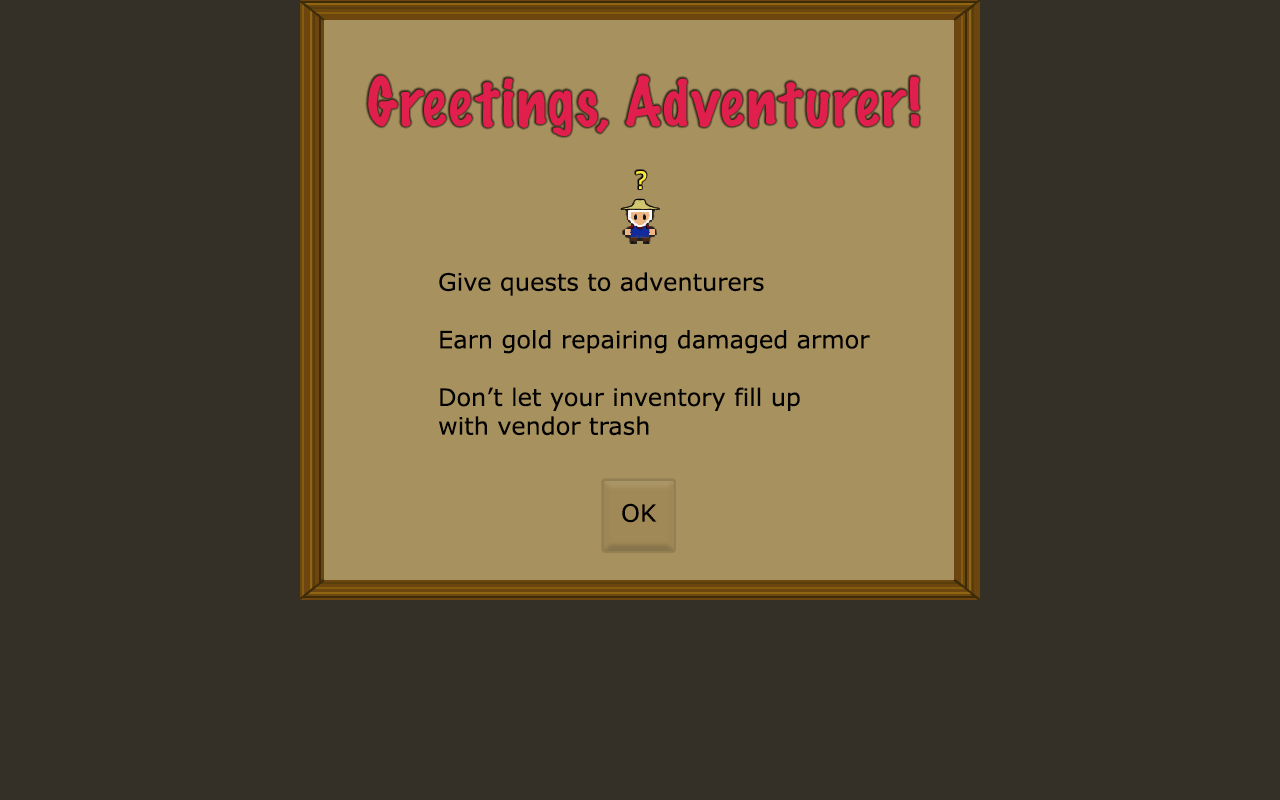 Greetings, Adventurer!
?
Give quests to adventurers
Earn gold repairing damaged armor
Don’t let your inventory fill up
with vendor trash
OK